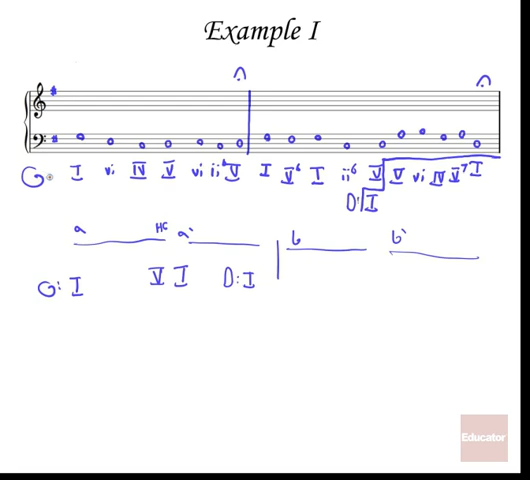 Example I
G: I vi IV V vi ii⁶ V I V⁶ I ii⁶ V V vi IV V⁷ I
D: I
a HC a' b b'
G: I V I D: I
Educator